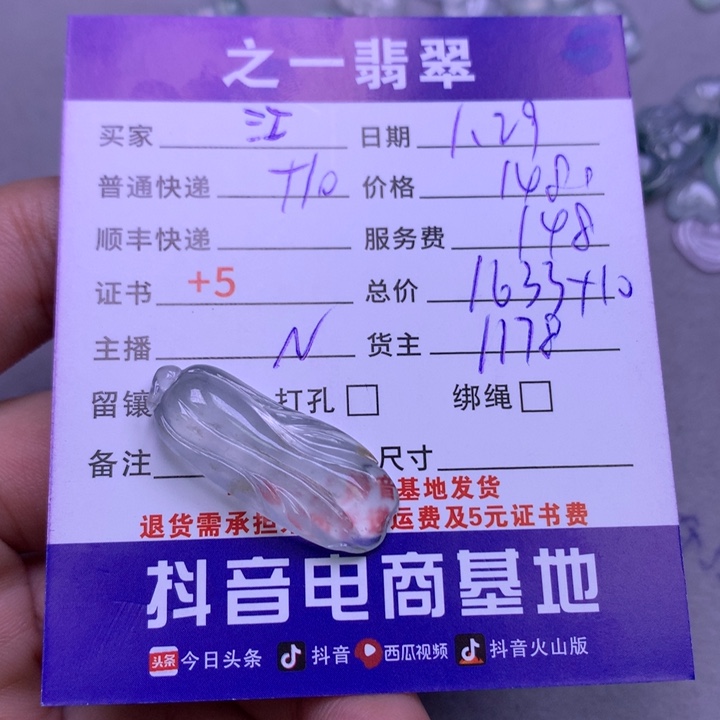 之一翡翠
买家 江 日期 1.29
普通快递 +10 价格 1480
顺丰快递 服务费 148
证书 +5 总价 1633+10
主播 N 货主 1178
留镶 打孔 绑绳
备注 尺寸
基地发货
退货需承担 运费及5元证书费
抖音电商基地
头条 今日头条 抖音 西瓜视频 抖音火山版